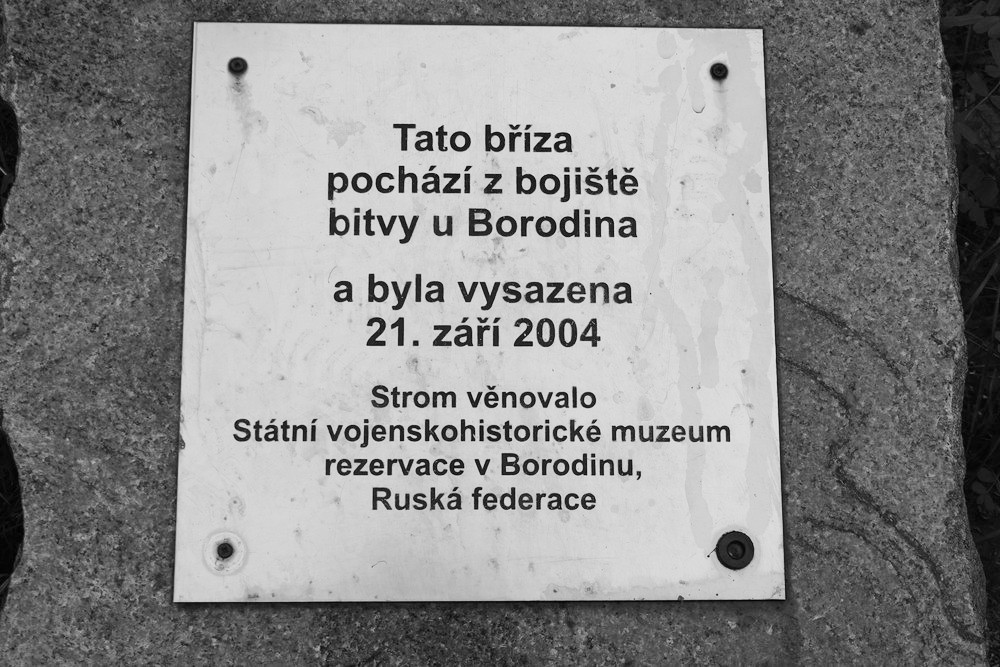 Tato bříza
pochází z bojiště
bitvy u Borodina
a byla vysazena
21. září 2004
Strom věnovalo
Státní vojenskohistorické muzeum
rezervace v Borodinu,
Ruská federace